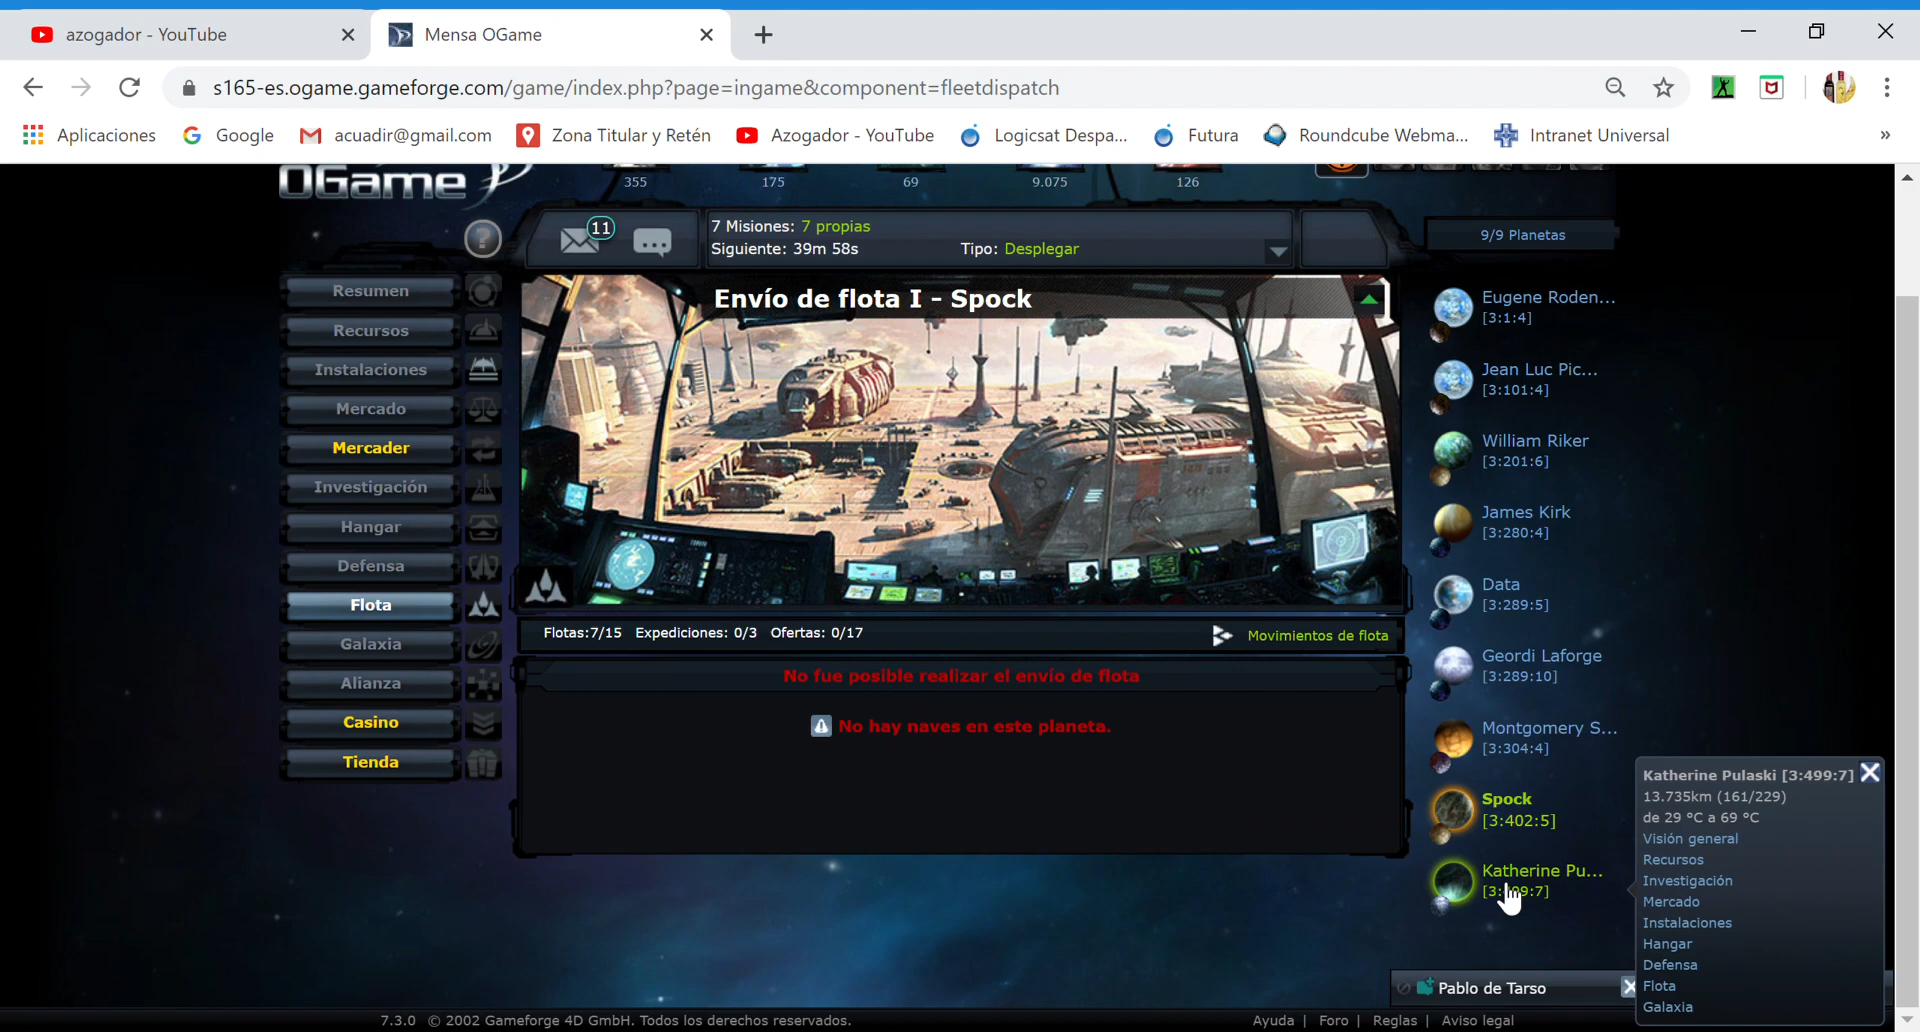 azogador - YouTube
Mensa OGame
s165-es.ogame.gameforge.com/game/index.php?page=ingame&component=fleetdispatch
Aplicaciones
Google
acuadir@gmail.com
Zona Titular y Retén
Azogador - YouTube
Logicsat Despa...
Futura
Roundcube Webma...
Intranet Universal
»
OGame
355
175
69
9.075
126
11
7 Misiones: 7 propias
Siguiente: 39m 58s
Tipo: Desplegar
9/9 Planetas
Resumen
Recursos
Instalaciones
Mercado
Mercader
Investigación
Hangar
Defensa
Flota
Galaxia
Alianza
Casino
Tienda
Envío de flota I - Spock
Flotas:7/15 Expediciones: 0/3 Ofertas: 0/17
Movimientos de flota
No fue posible realizar el envío de flota
No hay naves en este planeta.
Eugene Roden...
[3:1:4]
Jean Luc Pic...
[3:101:4]
William Riker
[3:201:6]
James Kirk
[3:280:4]
Data
[3:289:5]
Geordi Laforge
[3:289:10]
Montgomery S...
[3:304:4]
Spock
[3:402:5]
Katherine Pu...
[3:499:7]
Katherine Pulaski [3:499:7]
13.735km (161/229)
de 29 ºC a 69 ºC
Visión general
Recursos
Investigación
Mercado
Instalaciones
Hangar
Defensa
Flota
Galaxia
Pablo de Tarso
7.3.0 © 2002 Gameforge 4D GmbH. Todos los derechos reservados.
Ayuda | Foro | Reglas | Aviso legal